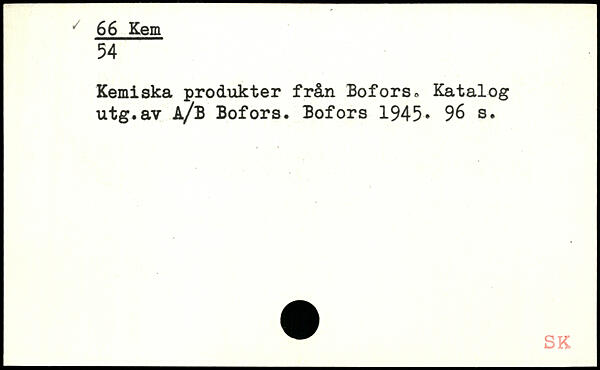 ✓ 66 Kem
54
Kemiska produkter från Bofors. Katalog
utg.av A/B Bofors. Bofors 1945. 96 s.
SK